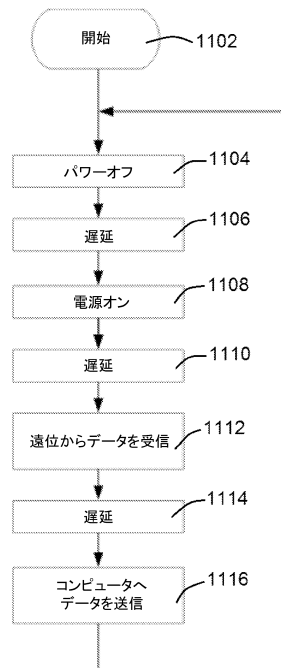 開始
1102
パワーオフ
1104
遅延
1106
電源オン
1108
遅延
1110
遠位からデータを受信
1112
遅延
1114
コンピュータへ
データを送信
1116